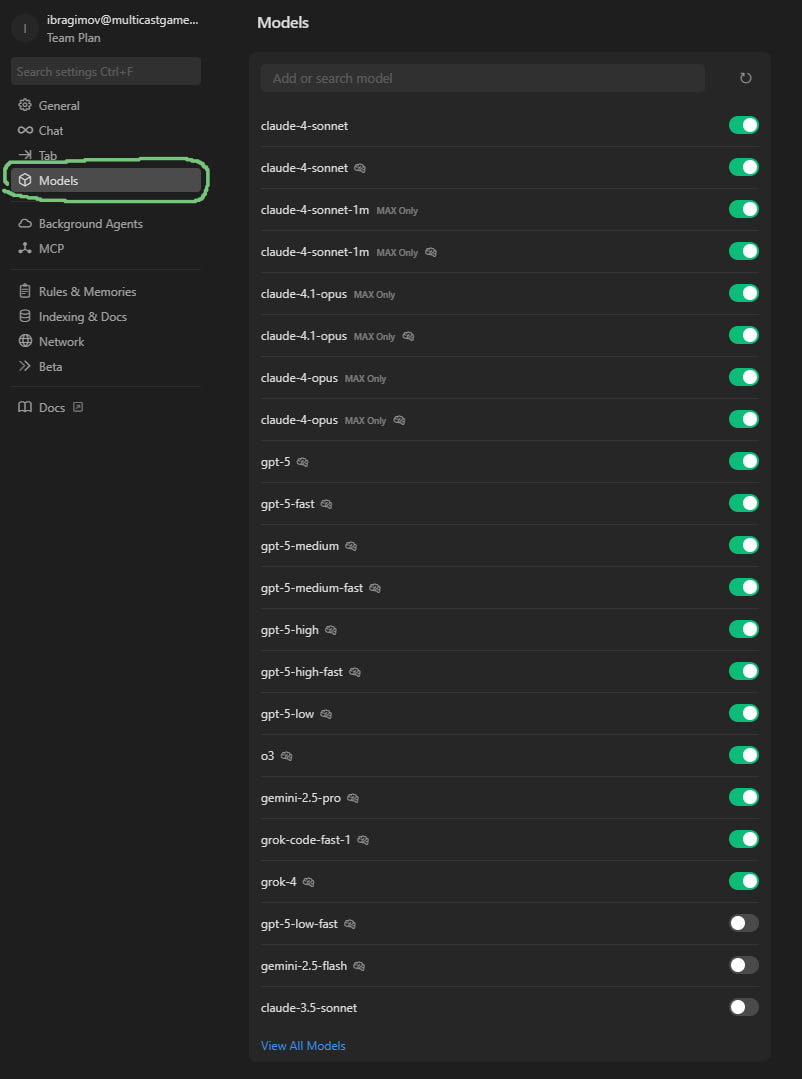 I
ibragimov@multicastgame...
Team Plan
Search settings Ctrl+F
General
Chat
Tab
Models
Background Agents
MCP
Rules & Memories
Indexing & Docs
Network
Beta
Docs
Models
Add or search model
claude-4-sonnet
claude-4-sonnet
claude-4-sonnet-1m MAX Only
claude-4-sonnet-1m MAX Only
claude-4.1-opus MAX Only
claude-4.1-opus MAX Only
claude-4-opus MAX Only
claude-4-opus MAX Only
gpt-5
gpt-5-fast
gpt-5-medium
gpt-5-medium-fast
gpt-5-high
gpt-5-high-fast
gpt-5-low
o3
gemini-2.5-pro
grok-code-fast-1
grok-4
gpt-5-low-fast
gemini-2.5-flash
claude-3.5-sonnet
View All Models